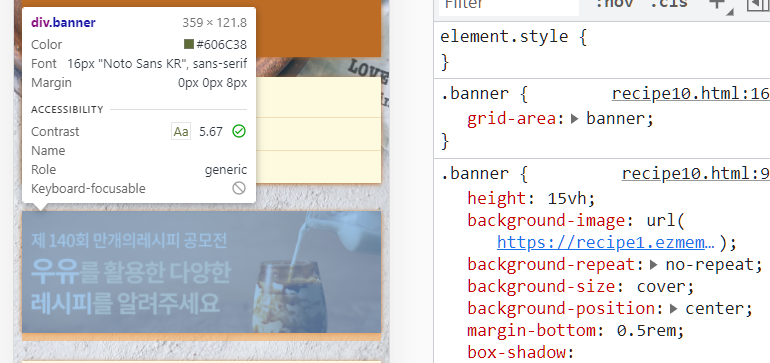 div.banner 359 × 121.8
Color #606C38
Font 16px "Noto Sans KR", sans-serif
Margin 0px 0px 8px
ACCESSIBILITY
Contrast Aa 5.67
Name
Role generic
Keyboard-focusable
LOVE
제 140회 만개의레시피 공모전
우유를 활용한 다양한
레시피를 알려주세요
Filter :hov .cls
element.style {
}
.banner { recipe10.html:16
grid-area: banner;
}
.banner { recipe10.html:9
height: 15vh;
background-image: url(
https://recipe1.ezmem… );
background-repeat: no-repeat;
background-size: cover;
background-position: center;
margin-bottom: 0.5rem;
box-shadow: